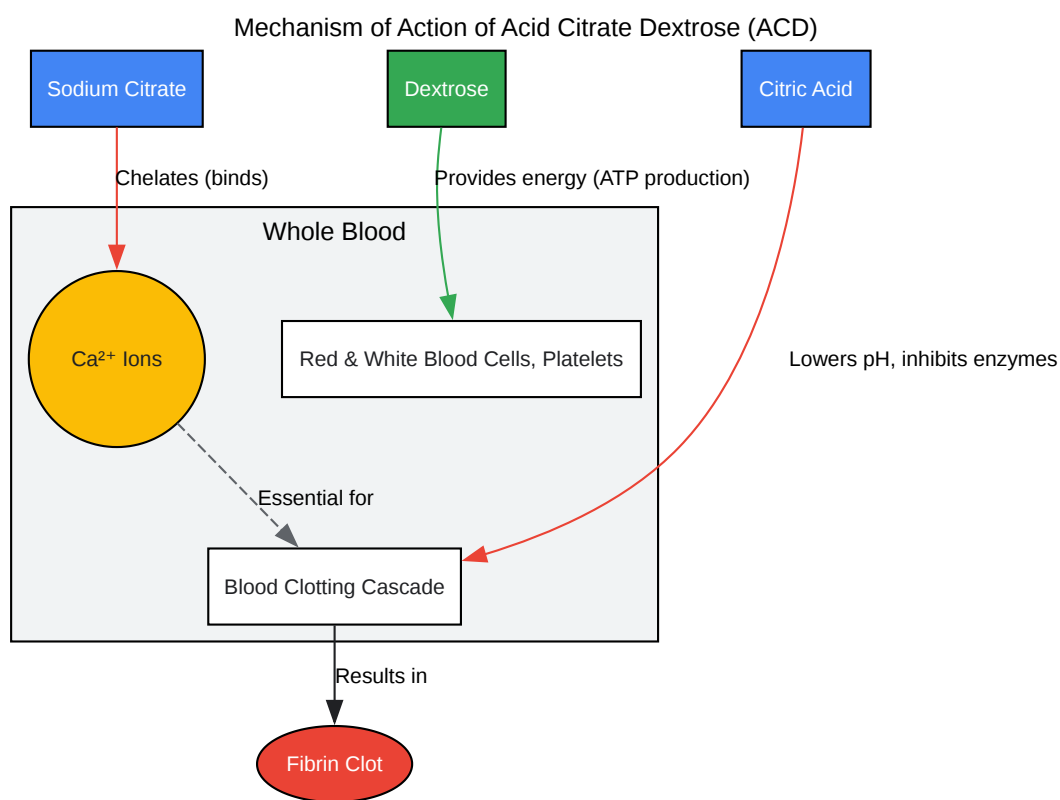 Mechanism of Action of Acid Citrate Dextrose (ACD)
Sodium Citrate
Dextrose
Citric Acid
Chelates (binds)
Provides energy (ATP production)
Whole Blood
Ca²⁺ Ions
Red & White Blood Cells, Platelets
Lowers pH, inhibits enzymes
Essential for
Blood Clotting Cascade
Results in
Fibrin Clot